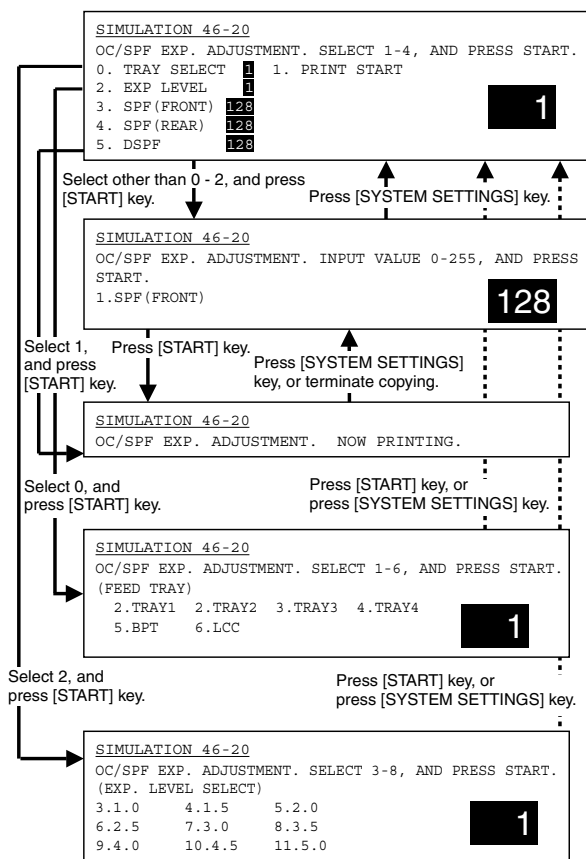 SIMULATION 46-20
OC/SPF EXP. ADJUSTMENT. SELECT 1-4, AND PRESS START.
0. TRAY SELECT 1 1. PRINT START
2. EXP LEVEL 1
3. SPF(FRONT) 128
4. SPF(REAR) 128
5. DSPF 128
1
Select other than 0 - 2, and press
[START] key.
Press [SYSTEM SETTINGS] key.
SIMULATION 46-20
OC/SPF EXP. ADJUSTMENT. INPUT VALUE 0-255, AND PRESS
START.
1.SPF(FRONT)
128
Select 1,
and press
[START] key.
Press [START] key.
Press [SYSTEM SETTINGS]
key, or terminate copying.
SIMULATION 46-20
OC/SPF EXP. ADJUSTMENT. NOW PRINTING.
Select 0, and
press [START] key.
Press [START] key, or
press [SYSTEM SETTINGS] key.
SIMULATION 46-20
OC/SPF EXP. ADJUSTMENT. SELECT 1-6, AND PRESS START.
(FEED TRAY)
2.TRAY1 2.TRAY2 3.TRAY3 4.TRAY4
5.BPT 6.LCC
1
Select 2, and
press [START] key.
Press [START] key, or
press [SYSTEM SETTINGS] key.
SIMULATION 46-20
OC/SPF EXP. ADJUSTMENT. SELECT 3-8, AND PRESS START.
(EXP. LEVEL SELECT)
3.1.0 4.1.5 5.2.0
6.2.5 7.3.0 8.3.5
9.4.0 10.4.5 11.5.0
1